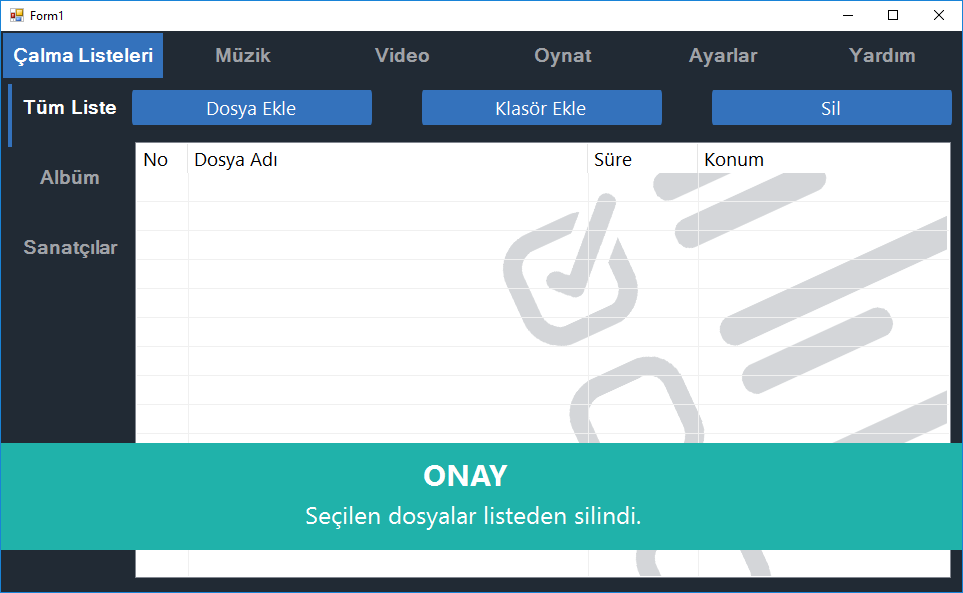 Form1
Çalma Listeleri Müzik Video Oynat Ayarlar Yardım
Tüm Liste Dosya Ekle Klasör Ekle Sil
No Dosya Adı Süre Konum
Albüm
Sanatçılar
ONAY
Seçilen dosyalar listeden silindi.